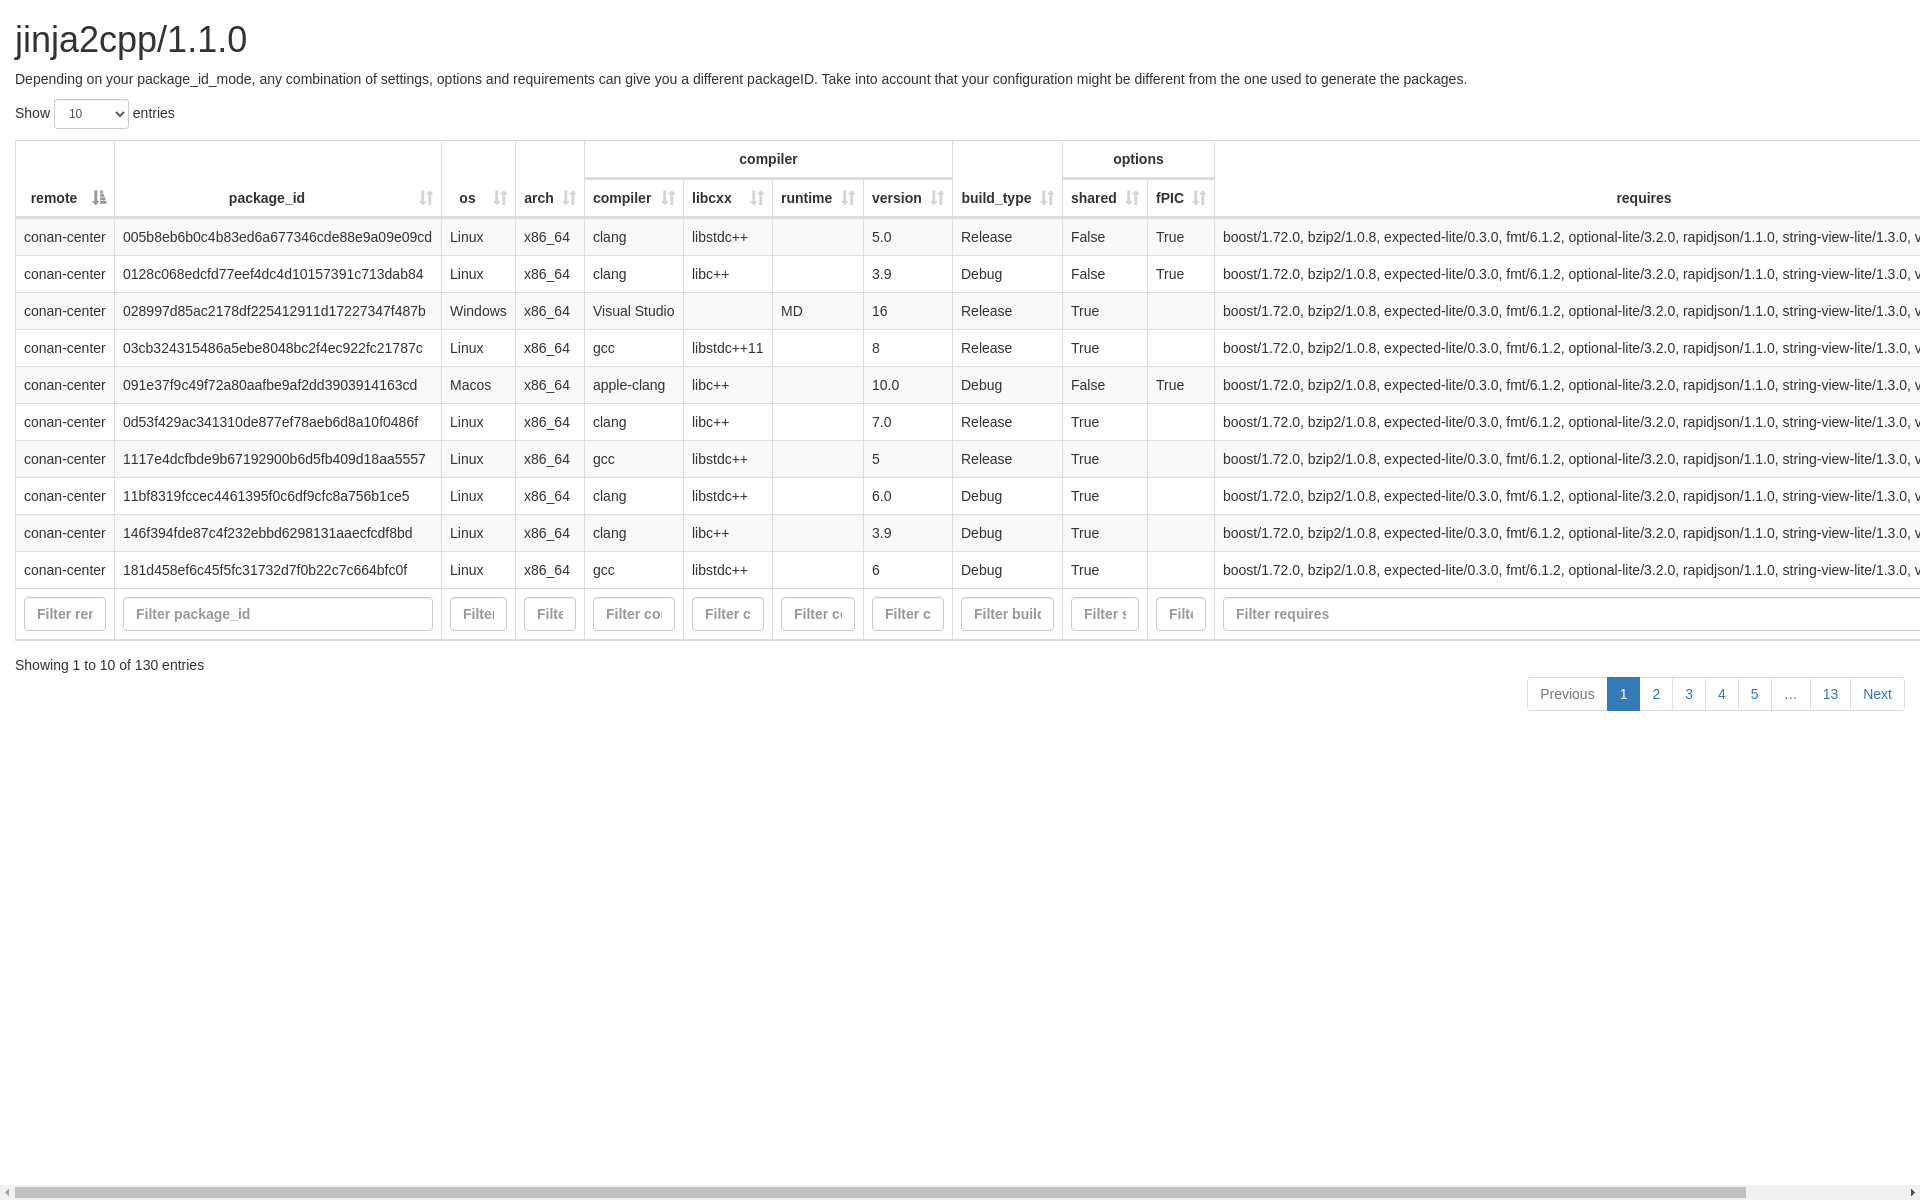 jinja2cpp/1.1.0
Depending on your package_id_mode, any combination of settings, options and requirements can give you a different packageID. Take into account that your configuration might be different from the one used to generate the packages.
Show 10 entries
compiler options
remote package_id os arch compiler libcxx runtime version build_type shared fPIC requires
conan-center 005b8eb6b0c4b83ed6a677346cde88e9a09e09cd Linux x86_64 clang libstdc++ 5.0 Release False True boost/1.72.0, bzip2/1.0.8, expected-lite/0.3.0, fmt/6.1.2, optional-lite/3.2.0, rapidjson/1.1.0, string-view-lite/1.3.0, v
conan-center 0128c068edcfd77eef4dc4d10157391c713dab84 Linux x86_64 clang libc++ 3.9 Debug False True boost/1.72.0, bzip2/1.0.8, expected-lite/0.3.0, fmt/6.1.2, optional-lite/3.2.0, rapidjson/1.1.0, string-view-lite/1.3.0, v
conan-center 028997d85ac2178df225412911d17227347f487b Windows x86_64 Visual Studio MD 16 Release True boost/1.72.0, bzip2/1.0.8, expected-lite/0.3.0, fmt/6.1.2, optional-lite/3.2.0, rapidjson/1.1.0, string-view-lite/1.3.0, v
conan-center 03cb324315486a5ebe8048bc2f4ec922fc21787c Linux x86_64 gcc libstdc++11 8 Release True boost/1.72.0, bzip2/1.0.8, expected-lite/0.3.0, fmt/6.1.2, optional-lite/3.2.0, rapidjson/1.1.0, string-view-lite/1.3.0, v
conan-center 091e37f9c49f72a80aafbe9af2dd3903914163cd Macos x86_64 apple-clang libc++ 10.0 Debug False True boost/1.72.0, bzip2/1.0.8, expected-lite/0.3.0, fmt/6.1.2, optional-lite/3.2.0, rapidjson/1.1.0, string-view-lite/1.3.0, v
conan-center 0d53f429ac341310de877ef78aeb6d8a10f0486f Linux x86_64 clang libc++ 7.0 Release True boost/1.72.0, bzip2/1.0.8, expected-lite/0.3.0, fmt/6.1.2, optional-lite/3.2.0, rapidjson/1.1.0, string-view-lite/1.3.0, v
conan-center 1117e4dcfbde9b67192900b6d5fb409d18aa5557 Linux x86_64 gcc libstdc++ 5 Release True boost/1.72.0, bzip2/1.0.8, expected-lite/0.3.0, fmt/6.1.2, optional-lite/3.2.0, rapidjson/1.1.0, string-view-lite/1.3.0, v
conan-center 11bf8319fccec4461395f0c6df9cfc8a756b1ce5 Linux x86_64 clang libstdc++ 6.0 Debug True boost/1.72.0, bzip2/1.0.8, expected-lite/0.3.0, fmt/6.1.2, optional-lite/3.2.0, rapidjson/1.1.0, string-view-lite/1.3.0, v
conan-center 146f394fde87c4f232ebbd6298131aaecfcdf8bd Linux x86_64 clang libc++ 3.9 Debug True boost/1.72.0, bzip2/1.0.8, expected-lite/0.3.0, fmt/6.1.2, optional-lite/3.2.0, rapidjson/1.1.0, string-view-lite/1.3.0, v
conan-center 181d458ef6c45f5fc31732d7f0b22c7c664bfc0f Linux x86_64 gcc libstdc++ 6 Debug True boost/1.72.0, bzip2/1.0.8, expected-lite/0.3.0, fmt/6.1.2, optional-lite/3.2.0, rapidjson/1.1.0, string-view-lite/1.3.0, v
Filter rer Filter package_id Filter Filte Filter co Filter c Filter c Filter c Filter build Filter s Filte Filter requires
Showing 1 to 10 of 130 entries
Previous 1 2 3 4 5 … 13 Next